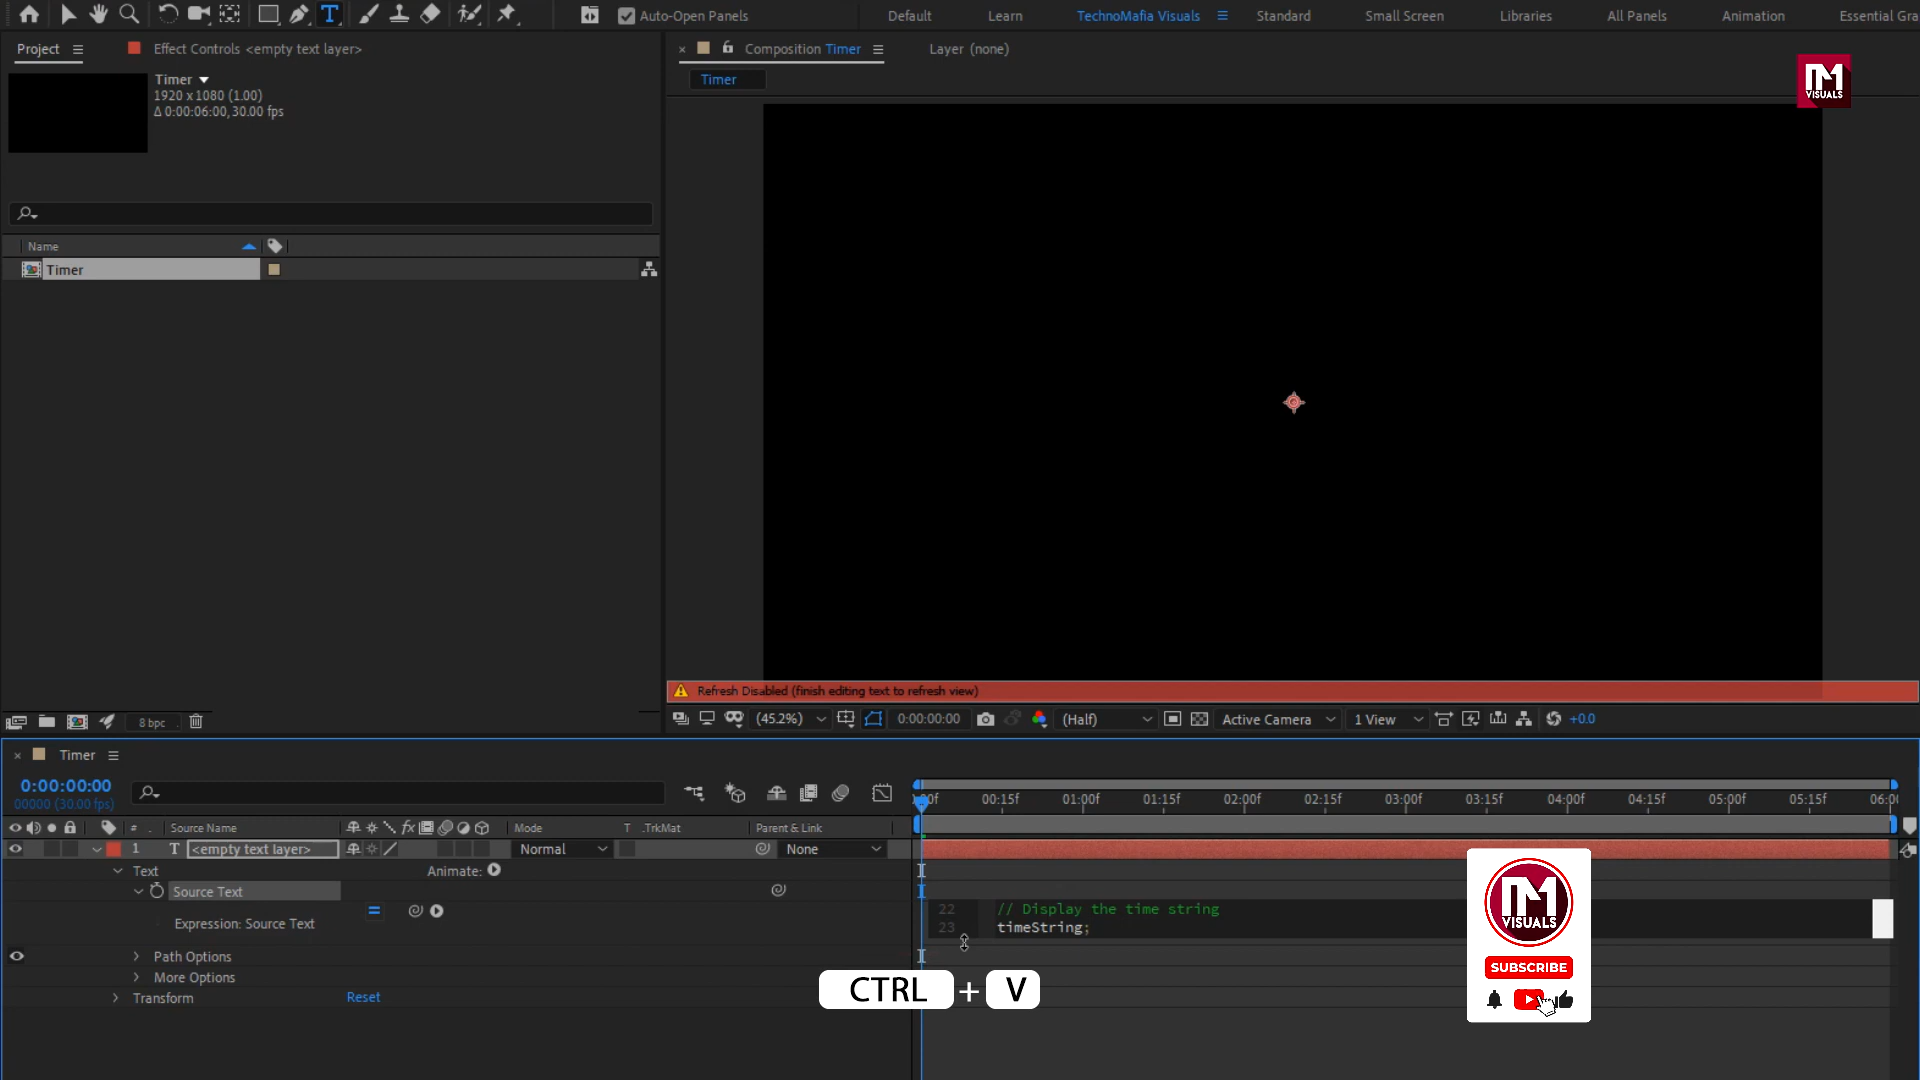 Auto-Open Panels
Default
Learn
TechnoMafia Visuals
Standard
Small Screen
Libraries
All Panels
Animation
Essential Gra
Project
Effect Controls <empty text layer>
Composition Timer
Layer (none)
Timer
1920 x 1080 (1.00)
Δ 0:00:06:00, 30.00 fps
Timer
VISUALS
Name
Timer
Refresh Disabled (finish editing text to refresh view)
8 bpc
(45.2%)
0:00:00:00
(Half)
Active Camera
1 View
+0.0
Timer
0:00:00:00
00000 (30.00 fps)
:00f
00:15f
01:00f
01:15f
02:00f
02:15f
03:00f
03:15f
04:00f
04:15f
05:00f
05:15f
06:00
#
Source Name
Mode
T .TrkMat
Parent & Link
1
T
<empty text layer>
Normal
None
Text
Animate:
Source Text
Expression: Source Text
22 // Display the time string
23 timeString;
Path Options
More Options
Transform
Reset
CTRL + V
VISUALS
SUBSCRIBE